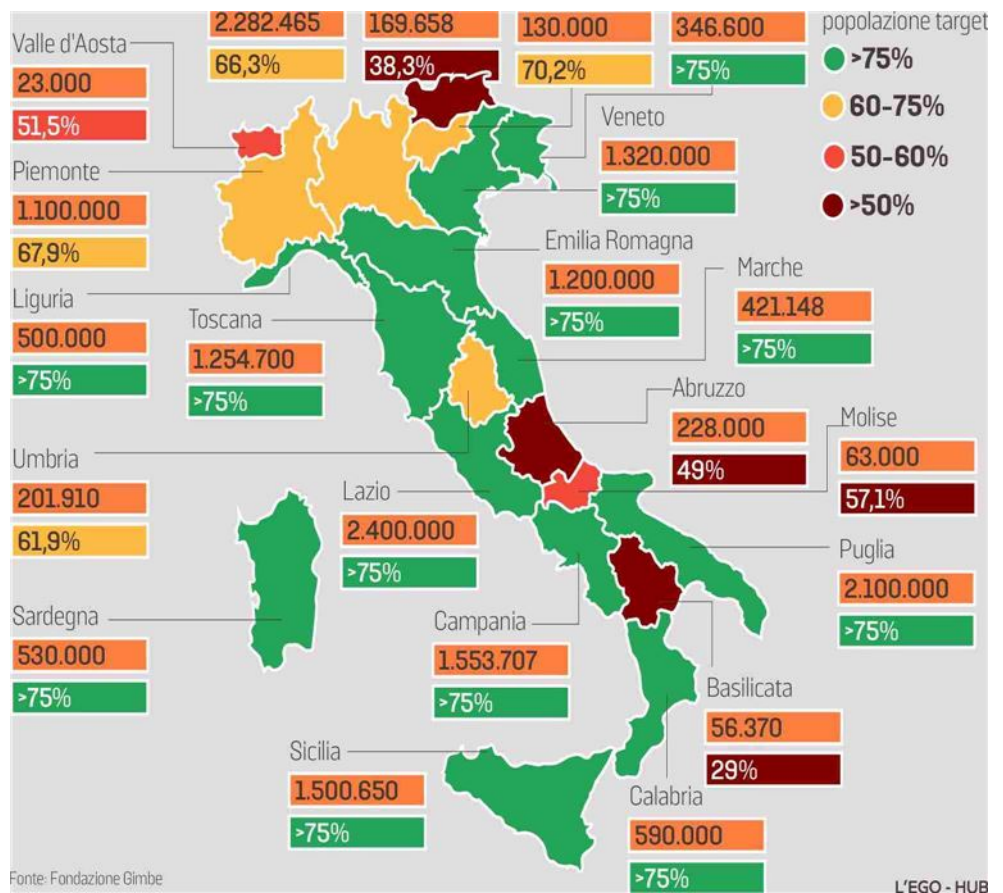 2.282.465
66,3%
169.658
38,3%
130.000
70,2%
346.600
>75%
popolazione target
>75%
60-75%
50-60%
>50%
Valle d'Aosta
23.000
51,5%
Piemonte
1.100.000
67,9%
Liguria
500.000
>75%
Veneto
1.320.000
>75%
Emilia Romagna
1.200.000
>75%
Marche
421.148
>75%
Toscana
1.254.700
>75%
Abruzzo
228.000
49%
Molise
63.000
57,1%
Umbria
201.910
61,9%
Lazio
2.400.000
>75%
Puglia
2.100.000
>75%
Sardegna
530.000
>75%
Campania
1.553.707
>75%
Basilicata
56.370
29%
Sicilia
1.500.650
>75%
Calabria
590.000
>75%
Fonte: Fondazione Gimbe
L'EGO - HUB